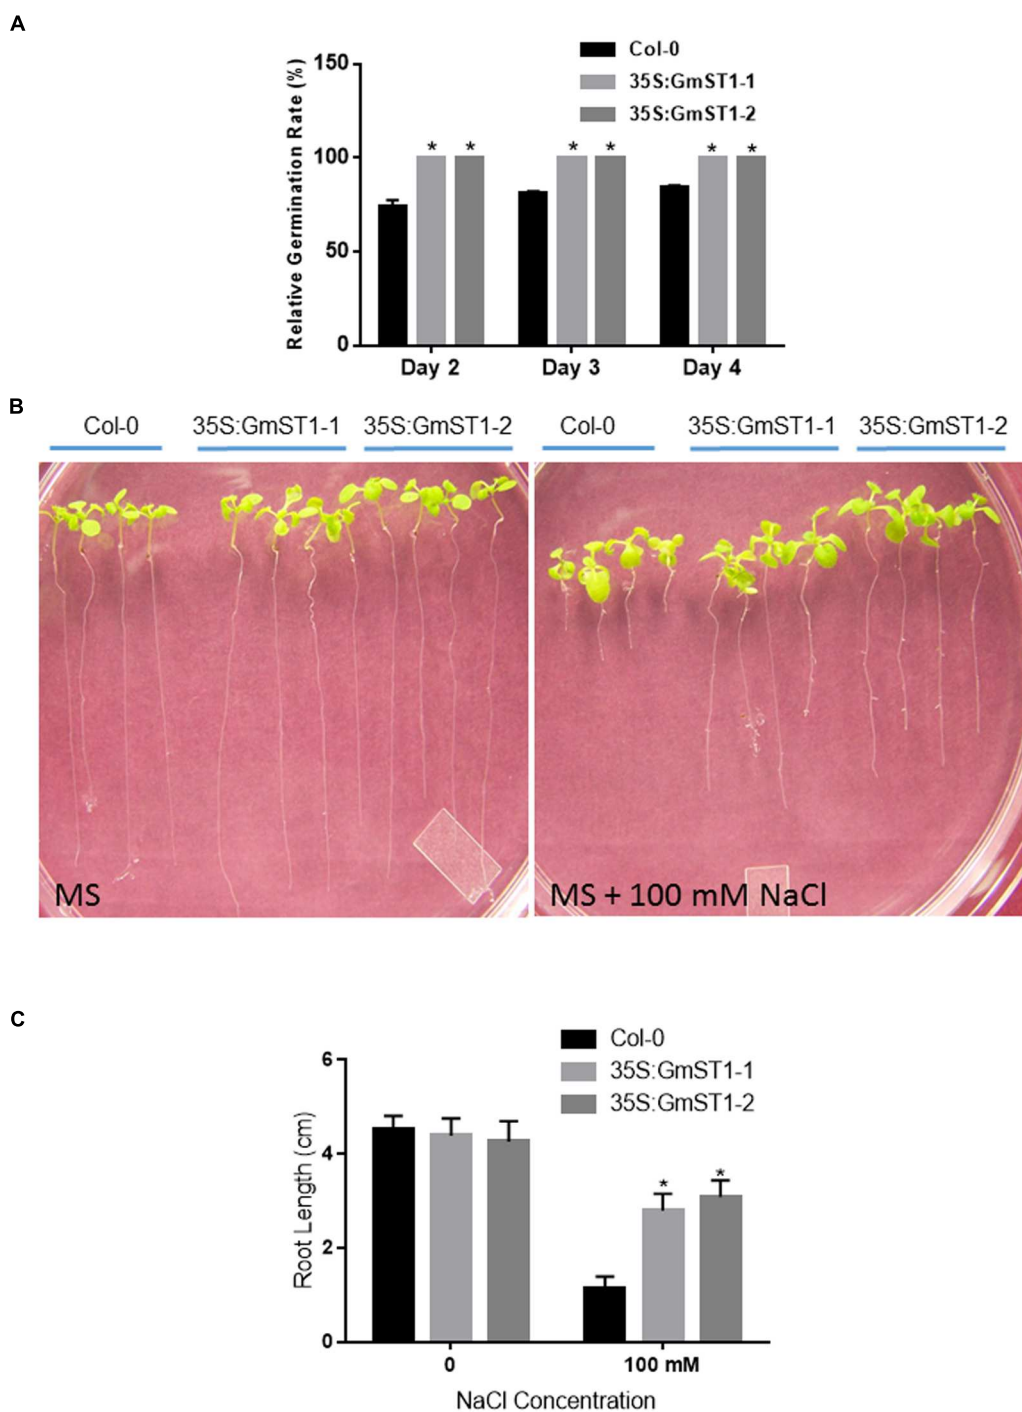 A
Col-0
35S:GmST1-1
35S:GmST1-2
Relative Germination Rate (%)
150
100
50
0
* * * * * *
Day 2 Day 3 Day 4
B
Col-0 35S:GmST1-1 35S:GmST1-2 Col-0 35S:GmST1-1 35S:GmST1-2
MS MS + 100 mM NaCl
C
Col-0
35S:GmST1-1
35S:GmST1-2
Root Length (cm)
6
4
2
0
* *
0 100 mM
NaCl Concentration